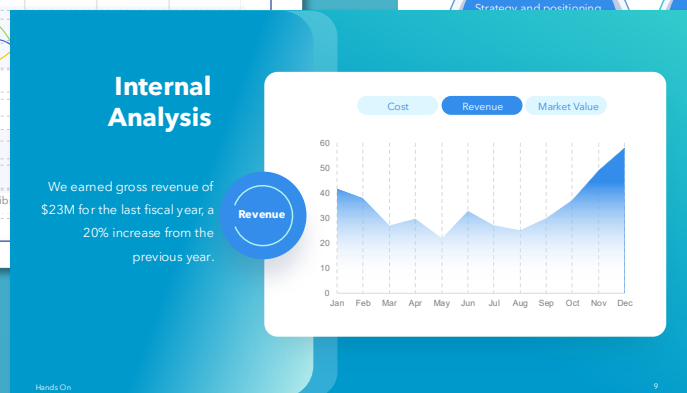 Strategy and positioning
Internal
Analysis
We earned gross revenue of
$23M for the last fiscal year, a
20% increase from the
previous year.
Revenue
Cost
Revenue
Market Value
60
50
40
30
20
10
0
Jan Feb Mar Apr May Jun Jul Aug Sep Oct Nov Dec
Hands On
9